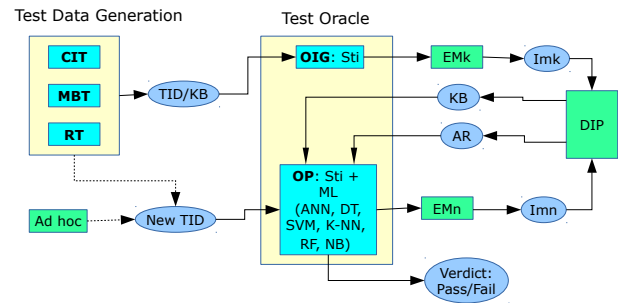 Test Data Generation
Test Oracle
CIT
MBT
RT
TID/KB
OIG: Sti
EMk
Imk
KB
AR
DIP
OP: Sti +
ML
(ANN, DT,
SVM, K-NN,
RF, NB)
Ad hoc
New TID
EMn
Imn
Verdict:
Pass/Fail